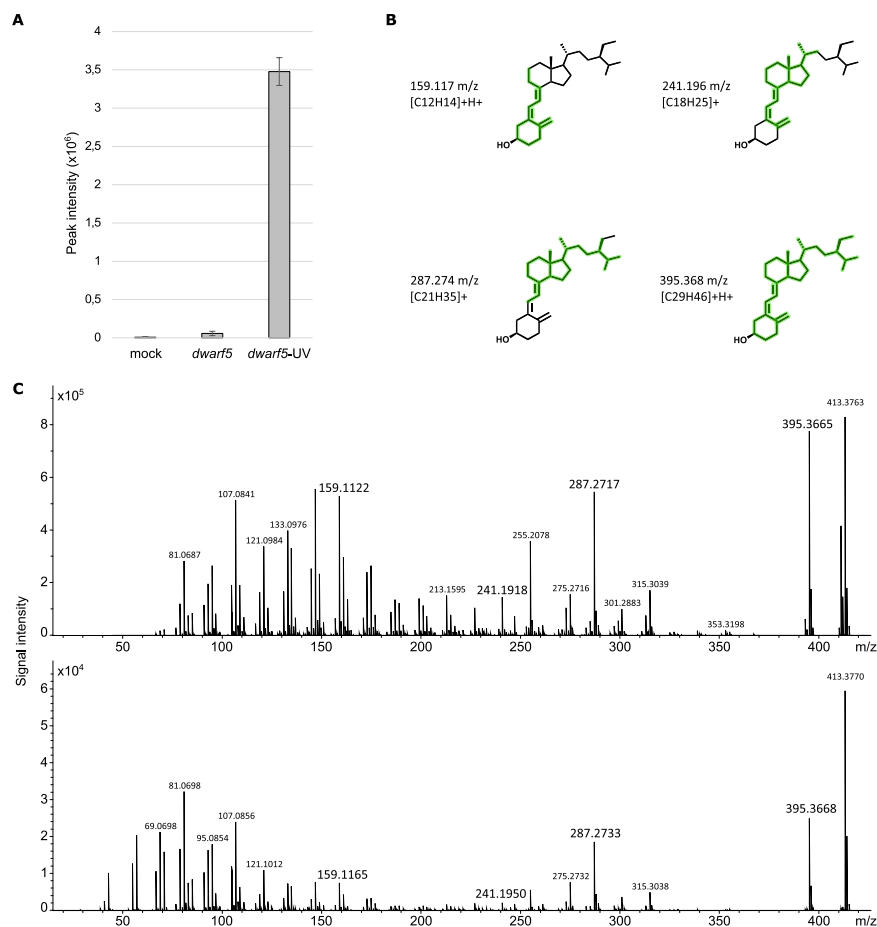 A
Peak intensity (x10⁶)
4
3,5
3
2,5
2
1,5
1
0,5
0
mock
dwarf5
dwarf5-UV
B
159.117 m/z
[C12H14]+H+
HO
241.196 m/z
[C18H25]+
HO
287.274 m/z
[C21H35]+
HO
395.368 m/z
[C29H46]+H+
HO
C
Signal intensity
x10⁵
8
6
4
2
0
81.0687
107.0841
121.0984
133.0976
159.1122
213.1595
241.1918
255.2078
275.2716
287.2717
301.2883
315.3039
353.3198
395.3665
413.3763
50
100
150
200
250
300
350
400
m/z
x10⁴
6
5
4
3
2
1
0
69.0698
81.0698
95.0854
107.0856
121.1012
159.1165
241.1950
275.2732
287.2733
315.3038
395.3668
413.3770
50
100
150
200
250
300
350
400
m/z